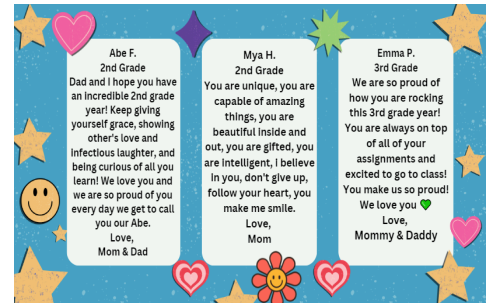 Abe F.
2nd Grade
Dad and I hope you have
an incredible 2nd grade
year! Keep giving
yourself grace, showing
other's love and
infectious laughter, and
being curious of all you
learn! We love you and
we are so proud of you
every day we get to call
you our Abe.
Love,
Mom & Dad
Mya H.
2nd Grade
You are unique, you are
capable of amazing
things, you are
beautiful inside and
out, you are gifted, you
are intelligent, i believe
in you, don't give up,
follow your heart, you
make me smile.
Love,
Mom
Emma P.
3rd Grade
We are so proud of
how you are rocking
this 3rd grade year!
You are always on top
of all of your
assignments and
excited to go to class!
You make us so proud!
We love you 💚
Love,
Mommy & Daddy